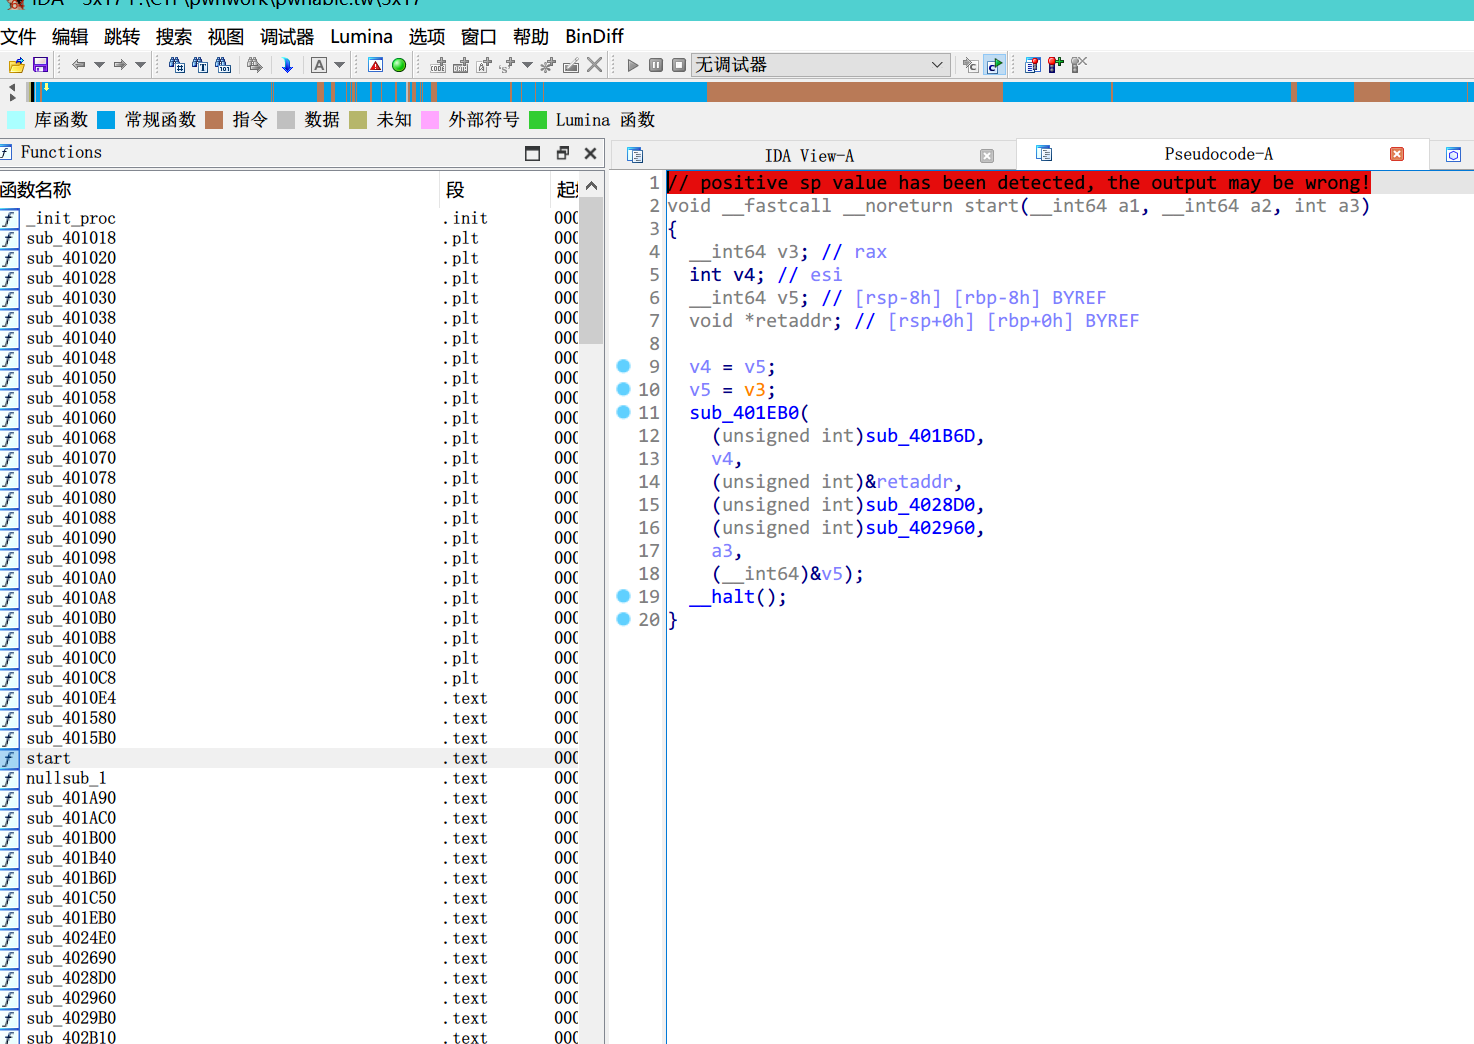 文件 编辑 跳转 搜索 视图 调试器 Lumina 选项 窗口 帮助 BinDiff
无调试器
库函数 常规函数 指令 数据 未知 外部符号 Lumina 函数
Functions
函数名称 段
_init_proc .init 000
sub_401018 .plt 000
sub_401020 .plt 000
sub_401028 .plt 000
sub_401030 .plt 000
sub_401038 .plt 000
sub_401040 .plt 000
sub_401048 .plt 000
sub_401050 .plt 000
sub_401058 .plt 000
sub_401060 .plt 000
sub_401068 .plt 000
sub_401070 .plt 000
sub_401078 .plt 000
sub_401080 .plt 000
sub_401088 .plt 000
sub_401090 .plt 000
sub_401098 .plt 000
sub_4010A0 .plt 000
sub_4010A8 .plt 000
sub_4010B0 .plt 000
sub_4010B8 .plt 000
sub_4010C0 .plt 000
sub_4010C8 .plt 000
sub_4010E4 .text 000
sub_401580 .text 000
sub_4015B0 .text 000
start .text 000
nullsub_1 .text 000
sub_401A90 .text 000
sub_401AC0 .text 000
sub_401B00 .text 000
sub_401B40 .text 000
sub_401B6D .text 000
sub_401C50 .text 000
sub_401EB0 .text 000
sub_4024E0 .text 000
sub_402690 .text 000
sub_4028D0 .text 000
sub_402960 .text 000
sub_4029B0 .text 000
sub_402B10 .text 000
IDA View-A Pseudocode-A
1 // positive sp value has been detected, the output may be wrong!
2 void __fastcall __noreturn start(__int64 a1, __int64 a2, int a3)
3 {
4 __int64 v3; // rax
5 int v4; // esi
6 __int64 v5; // [rsp-8h] [rbp-8h] BYREF
7 void *retaddr; // [rsp+0h] [rbp+0h] BYREF
8
9 v4 = v5;
10 v5 = v3;
11 sub_401EB0(
12 (unsigned int)sub_401B6D,
13 v4,
14 (unsigned int)&retaddr,
15 (unsigned int)sub_4028D0,
16 (unsigned int)sub_402960,
17 a3,
18 (__int64)&v5);
19 __halt();
20 }